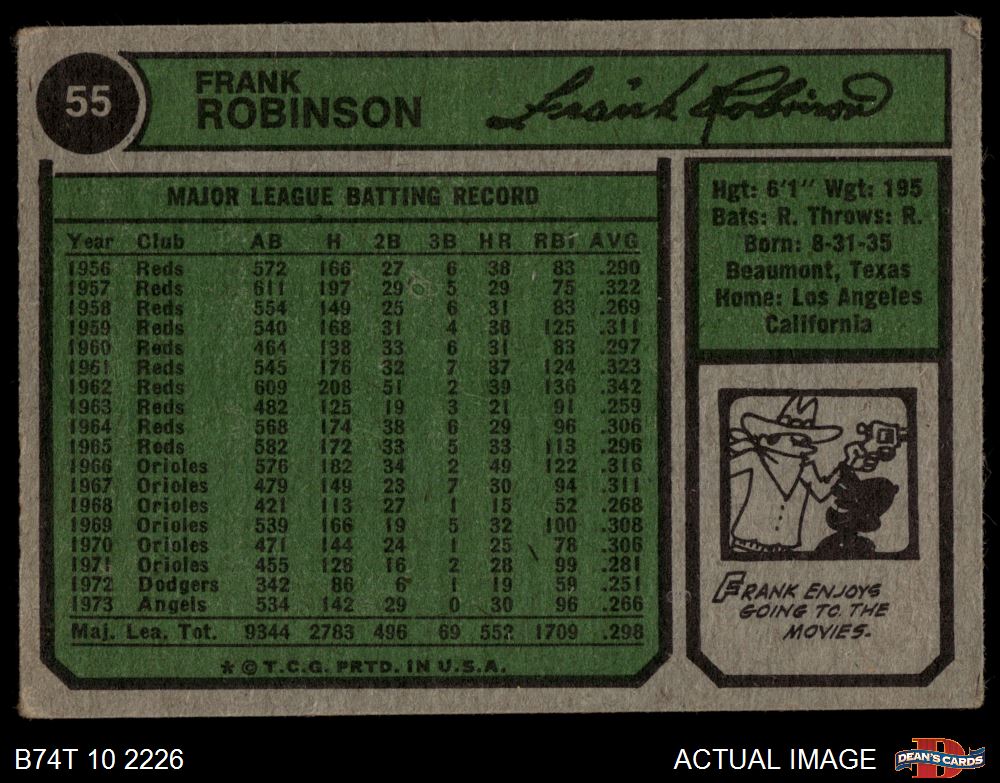 55
FRANK
ROBINSON
Frank Robinson
MAJOR LEAGUE BATTING RECORD
Year Club AB H 2B 3B HR RBI AVG
1956 Reds 572 166 27 6 38 83 .290
1957 Reds 611 197 29 5 29 75 .322
1958 Reds 554 149 25 6 31 83 .269
1959 Reds 540 168 31 4 36 125 .311
1960 Reds 464 138 33 6 31 83 .297
1961 Reds 545 176 32 7 37 124 .323
1962 Reds 609 208 51 2 39 136 .342
1963 Reds 482 125 19 3 21 91 .259
1964 Reds 568 174 38 6 29 96 .306
1965 Reds 582 172 33 5 33 113 .296
1966 Orioles 576 182 34 2 49 122 .316
1967 Orioles 479 149 23 7 30 94 .311
1968 Orioles 421 113 27 1 15 52 .268
1969 Orioles 539 166 19 5 32 100 .308
1970 Orioles 471 144 24 1 25 78 .306
1971 Orioles 455 128 16 2 28 99 .281
1972 Dodgers 342 86 6 1 19 59 .251
1973 Angels 534 142 29 0 30 96 .266
Maj. Lea. Tot. 9344 2783 496 69 552 1709 .298
* © T.C.G. PRTD. IN U.S.A.
Hgt: 6'1" Wgt: 195
Bats: R. Throws: R.
Born: 8-31-35
Beaumont, Texas
Home: Los Angeles
California
FRANK ENJOYS
GOING TO THE
MOVIES.
B74T 10 2226
ACTUAL IMAGE
D
DEAN'S CARDS